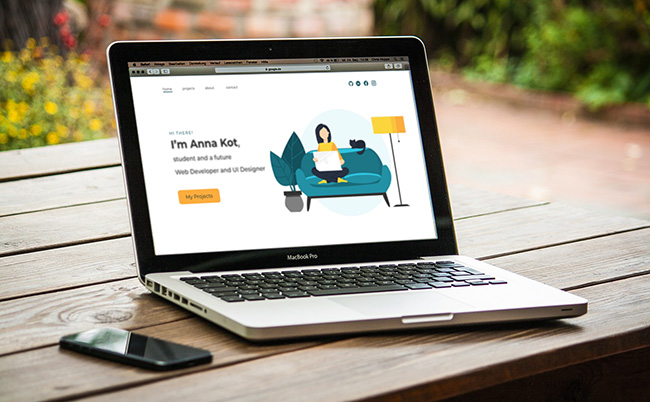 home projects about contact
HI THERE!
I'm Anna Kot,
student and a future
Web Developer and UI Designer
My Projects
MacBook Pro